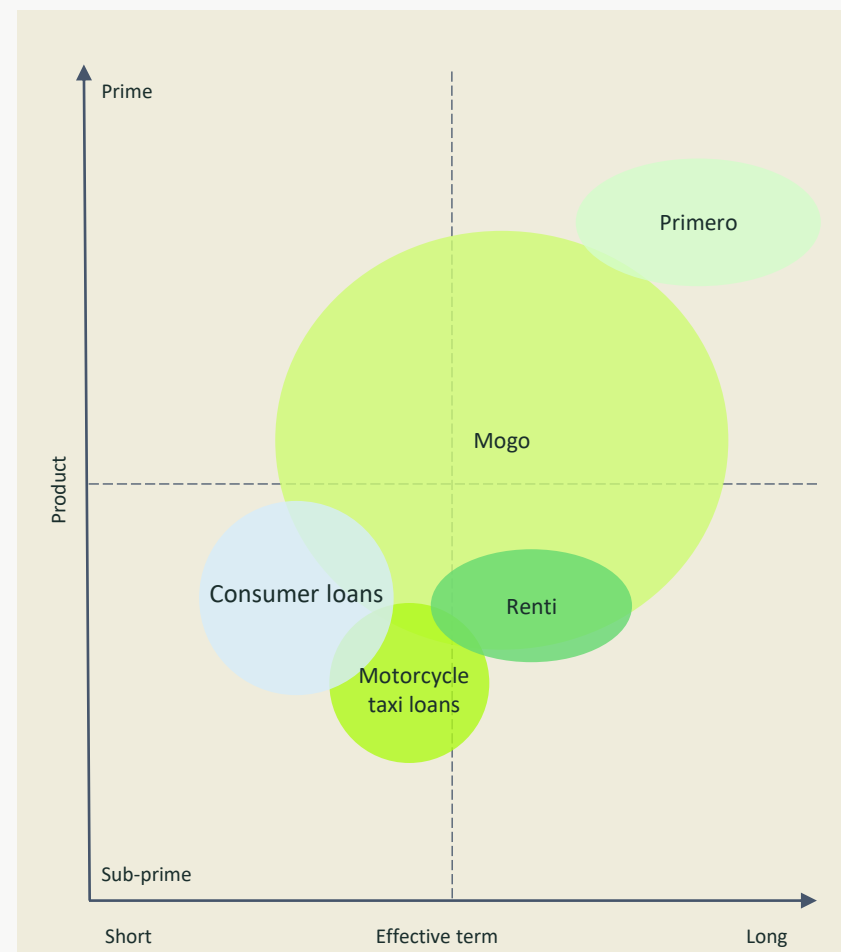 Prime
Primero
Mogo
Product
Consumer loans
Renti
Motorcycle
taxi loans
Sub-prime
Short
Effective term
Long